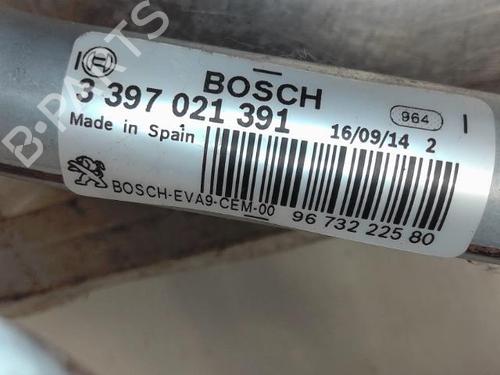 BOSCH
3 397 021 391
964
I
Made in Spain
16/09/14 2
BOSCH-EVA9-CEM-00
96 732 225 80
B-PARTS